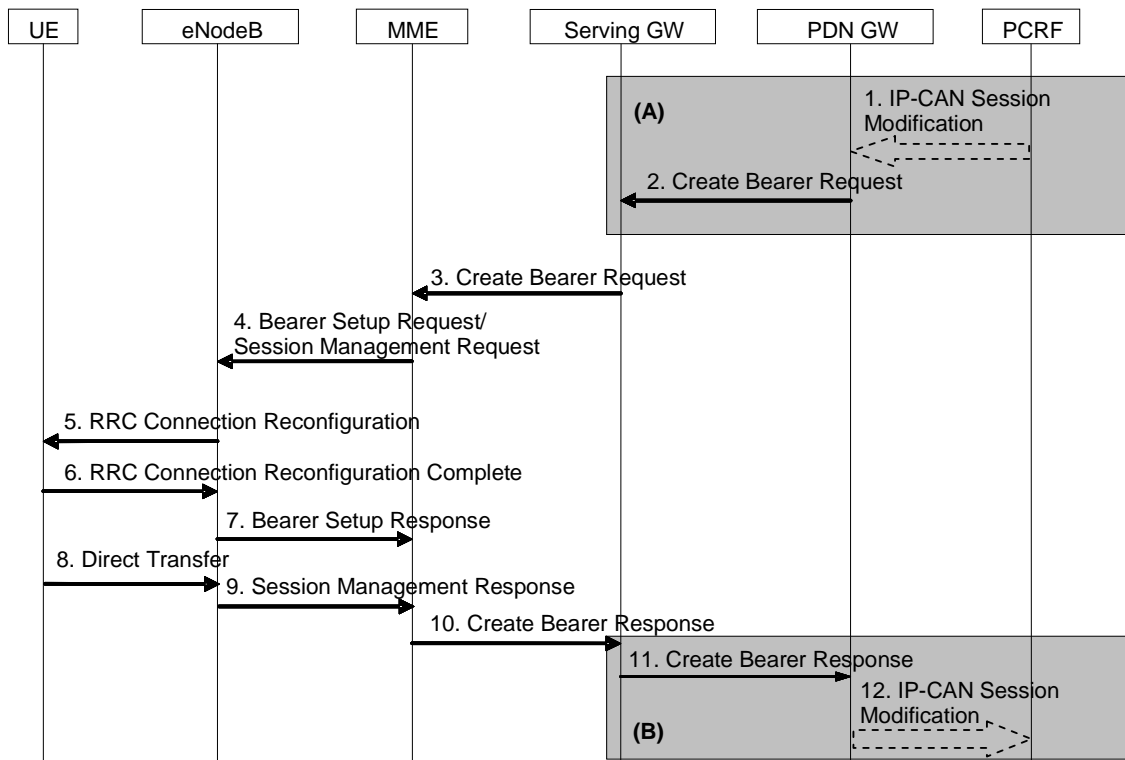 UE
eNodeB
MME
Serving GW
PDN GW
PCRF
(A)
1. IP-CAN Session
Modification
2. Create Bearer Request
3. Create Bearer Request
4. Bearer Setup Request/
Session Management Request
5. RRC Connection Reconfiguration
6. RRC Connection Reconfiguration Complete
7. Bearer Setup Response
8. Direct Transfer
9. Session Management Response
10. Create Bearer Response
11. Create Bearer Response
12. IP-CAN Session
Modification
(B)